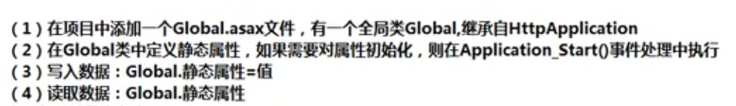 （1）在项目中添加一个Global.asax文件，有一个全局类Global,继承自HttpApplication
（2）在Global类中定义静态属性，如果需要对属性初始化，则在Application_Start()事件处理中执行
（3）写入数据：Global.静态属性=值
（4）读取数据：Global.静态属性